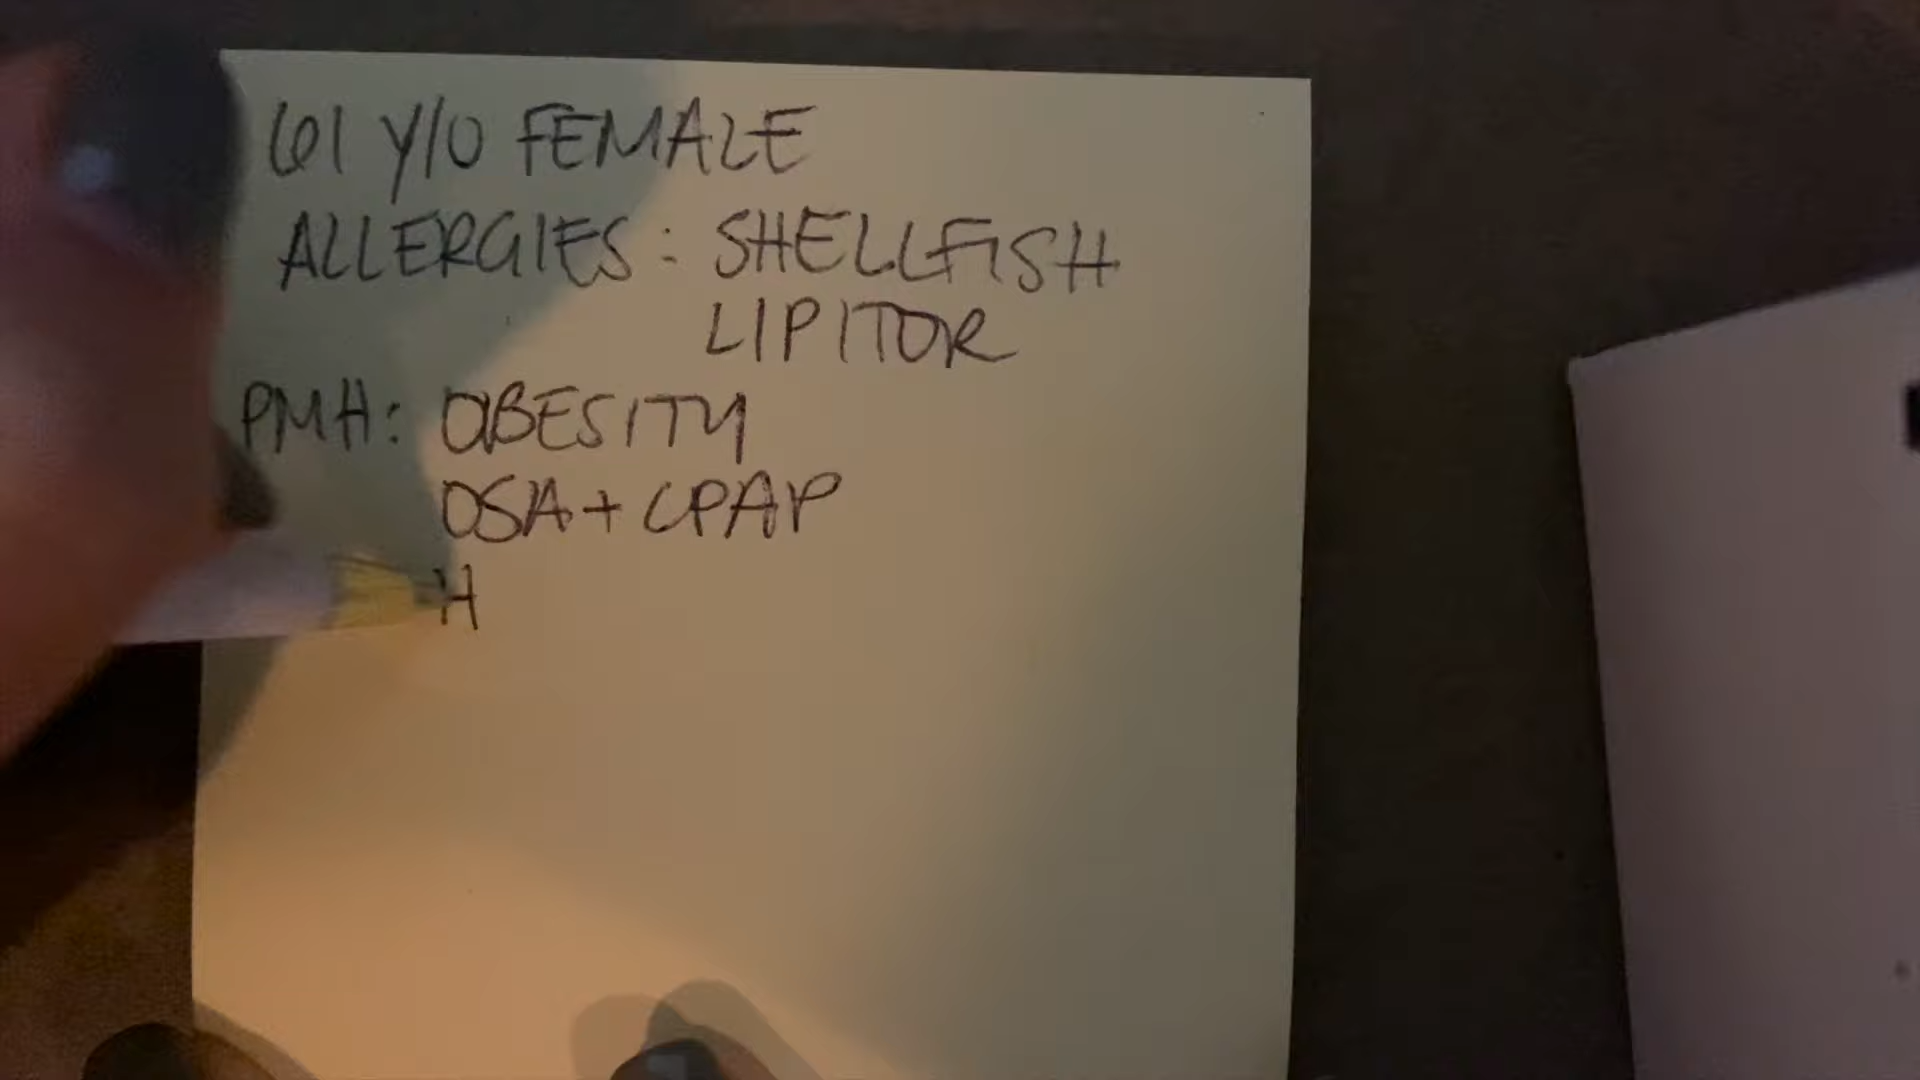 61 Y/O FEMALE
ALLERGIES: SHELLFISH
LIPITOR
PMH: OBESITY
OSA + CPAP
H